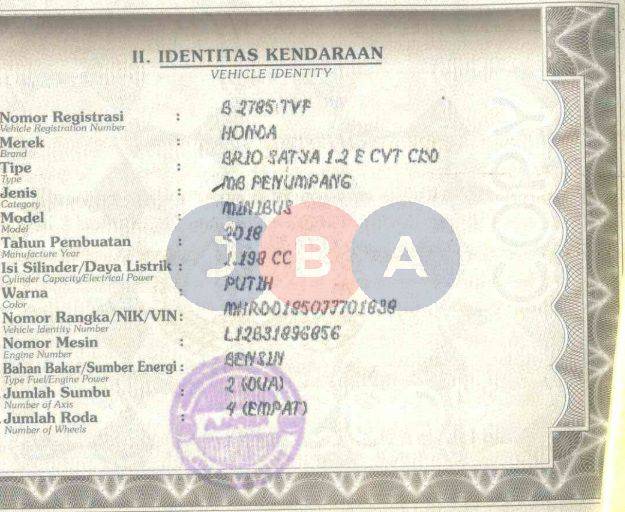 II. IDENTITAS KENDARAAN
VEHICLE IDENTITY
Nomor Registrasi : B 2785 TVF
Vehicle Registration Number
Merek : HONDA
Brand
Tipe : BRIO SATYA 1.2 E CVT CKD
Type
Jenis : MB PENUMPANG
Category
Model : MINIBUS
Model
Tahun Pembuatan : 2018
Manufacture Year
Isi Silinder/Daya Listrik : 1.198 CC
Cylinder Capacity/Electrical Power
Warna : PUTIH
Color
Nomor Rangka/NIK/VIN :
Vehicle Identity Number
Nomor Mesin : L12B31896856
Engine Number
Bahan Bakar/Sumber Energi : BENSIN
Type Fuel/Engine Power
Jumlah Sumbu : 2 (DUA)
Number of Axis
Jumlah Roda : 4 (EMPAT)
Number of Wheels
JBA
COPY